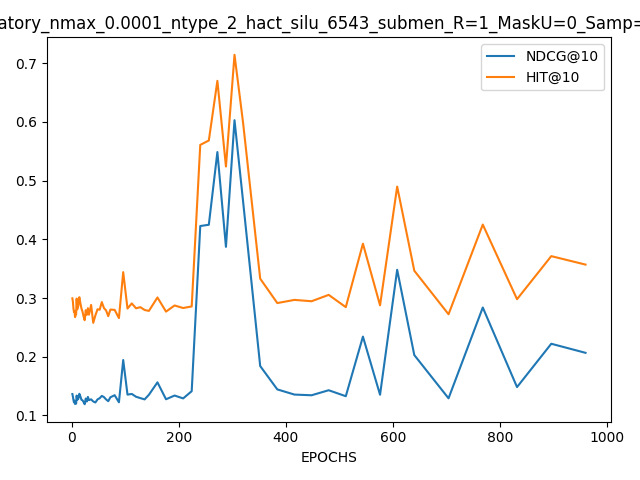 atory_nmax_0.0001_ntype_2_hact_silu_6543_submen_R=1_MaskU=0_Samp=
NDCG@10
HIT@10
0.7
0.6
0.5
0.4
0.3
0.2
0.1
0 200 400 600 800 1000
EPOCHS